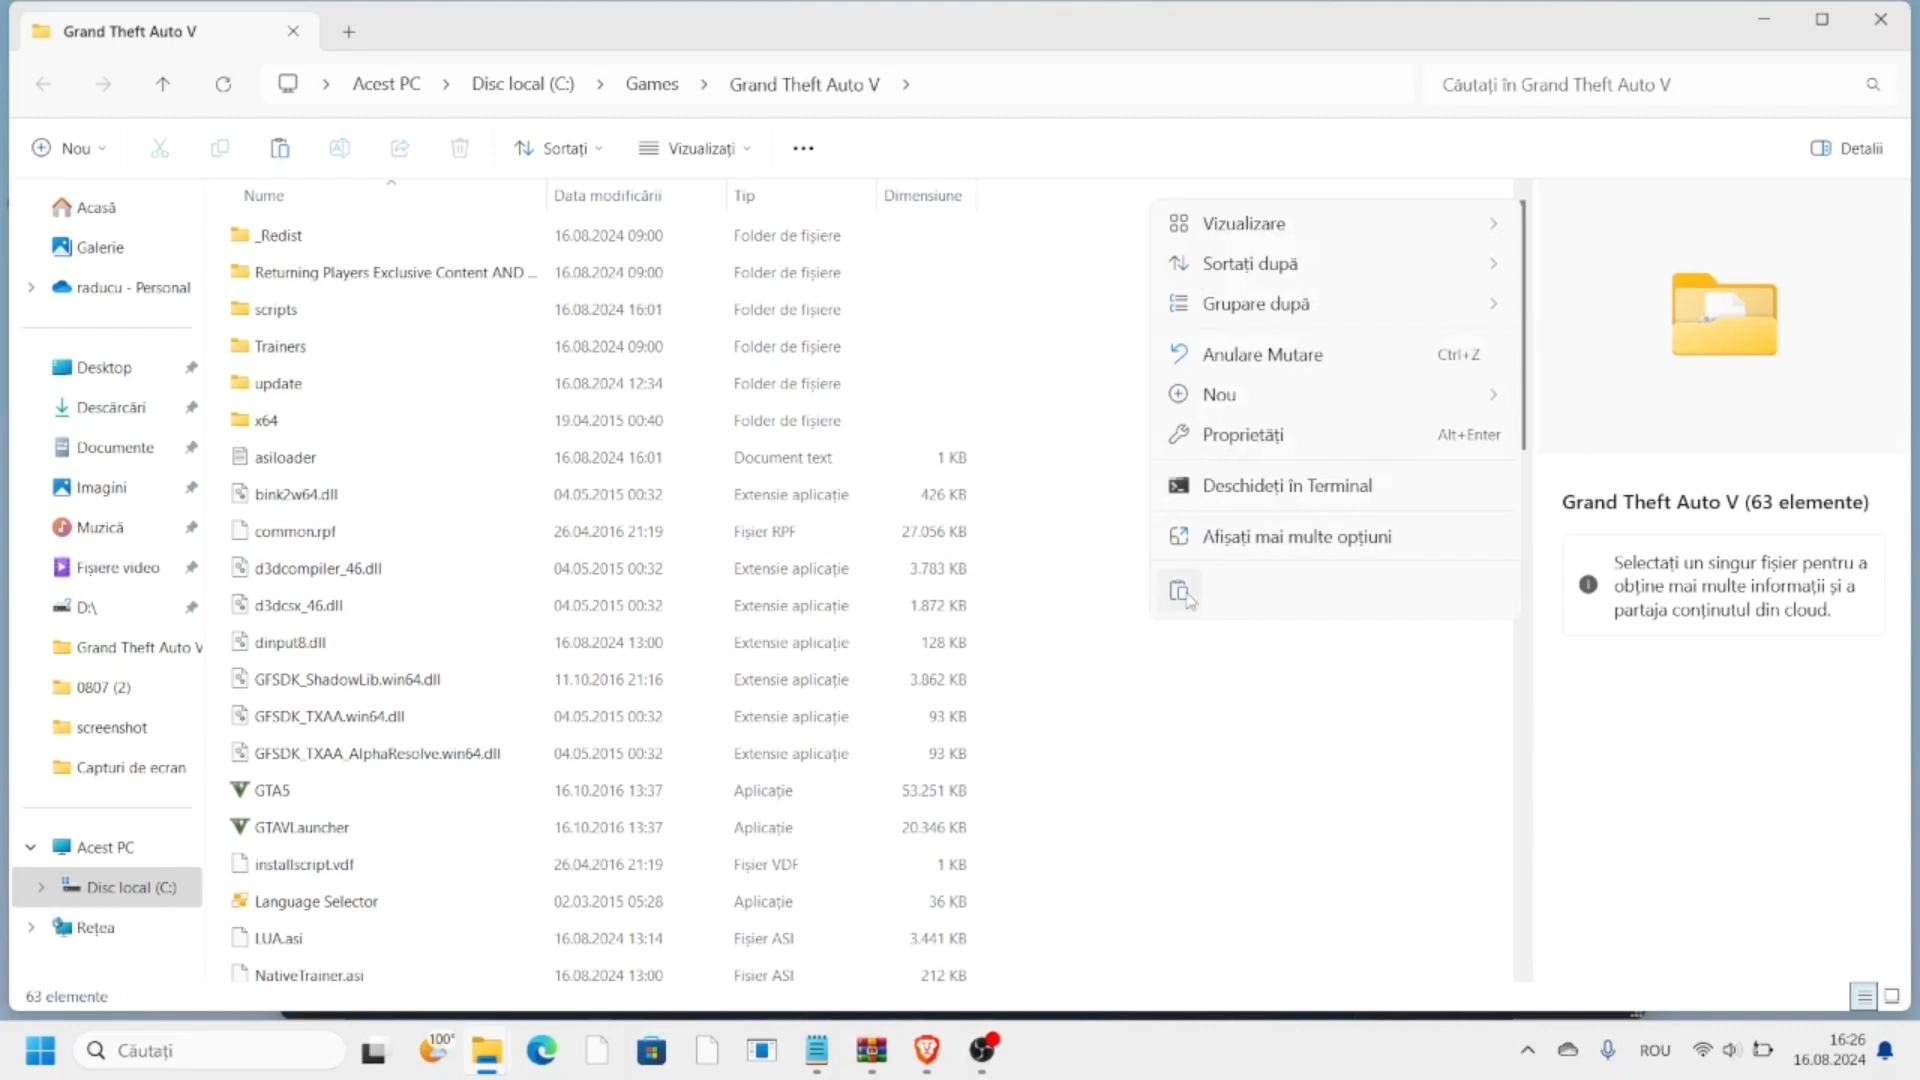 Grand Theft Auto V
Acest PC > Disc local (C:) > Games > Grand Theft Auto V >
Căutați în Grand Theft Auto V
Nou
Sortați
Vizualizați
Detalii
Nume Data modificării Tip Dimensiune
Acasă
Galerie
raducu - Personal
Desktop
Descărcări
Documente
Imagini
Muzică
Fișiere video
D:\
Grand Theft Auto V
0807 (2)
screenshot
Capturi de ecran
Acest PC
Disc local (C:)
Rețea
_Redist 16.08.2024 09:00 Folder de fișiere
Returning Players Exclusive Content AND ... 16.08.2024 09:00 Folder de fișiere
scripts 16.08.2024 16:01 Folder de fișiere
Trainers 16.08.2024 09:00 Folder de fișiere
update 16.08.2024 12:34 Folder de fișiere
x64 19.04.2015 00:40 Folder de fișiere
asiloader 16.08.2024 16:01 Document text 1 KB
bink2w64.dll 04.05.2015 00:32 Extensie aplicație 426 KB
common.rpf 26.04.2016 21:19 Fișier RPF 27.056 KB
d3dcompiler_46.dll 04.05.2015 00:32 Extensie aplicație 3.783 KB
d3dcsx_46.dll 04.05.2015 00:32 Extensie aplicație 1.872 KB
dinput8.dll 16.08.2024 13:00 Extensie aplicație 128 KB
GFSDK_ShadowLib.win64.dll 11.10.2016 21:16 Extensie aplicație 3.862 KB
GFSDK_TXAA.win64.dll 04.05.2015 00:32 Extensie aplicație 93 KB
GFSDK_TXAA_AlphaResolve.win64.dll 04.05.2015 00:32 Extensie aplicație 93 KB
GTA5 16.10.2016 13:37 Aplicație 53.251 KB
GTAVLauncher 16.10.2016 13:37 Aplicație 20.346 KB
installscript.vdf 26.04.2016 21:19 Fișier VDF 1 KB
Language Selector 02.03.2015 05:28 Aplicație 36 KB
LUA.asi 16.08.2024 13:14 Fișier ASI 3.441 KB
NativeTrainer.asi 16.08.2024 13:00 Fișier ASI 212 KB
Vizualizare
Sortați după
Grupare după
Anulare Mutare Ctrl+Z
Nou
Proprietăți Alt+Enter
Deschideți în Terminal
Afișați mai multe opțiuni
Grand Theft Auto V (63 elemente)
Selectați un singur fișier pentru a
obține mai multe informații și a
partaja conținutul din cloud.
63 elemente
Căutați
100°
ROU
16:26
16.08.2024